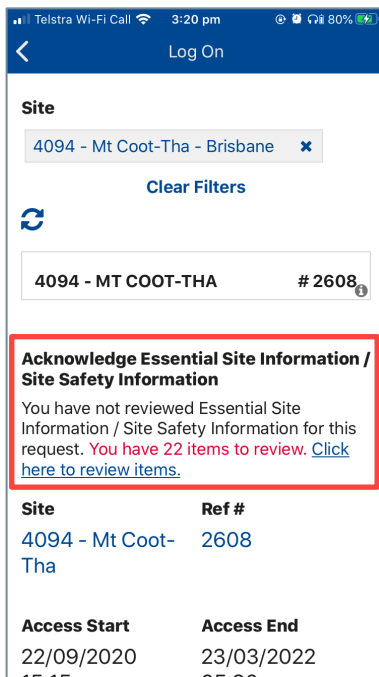 Telstra Wi-Fi Call 3:20 pm 80%
Log On
Site
4094 - Mt Coot-Tha - Brisbane ×
Clear Filters
4094 - MT COOT-THA # 2608
Acknowledge Essential Site Information /
Site Safety Information
You have not reviewed Essential Site
Information / Site Safety Information for this
request. You have 22 items to review. Click
here to review items.
Site Ref #
4094 - Mt Coot- 2608
Tha
Access Start Access End
22/09/2020 23/03/2022